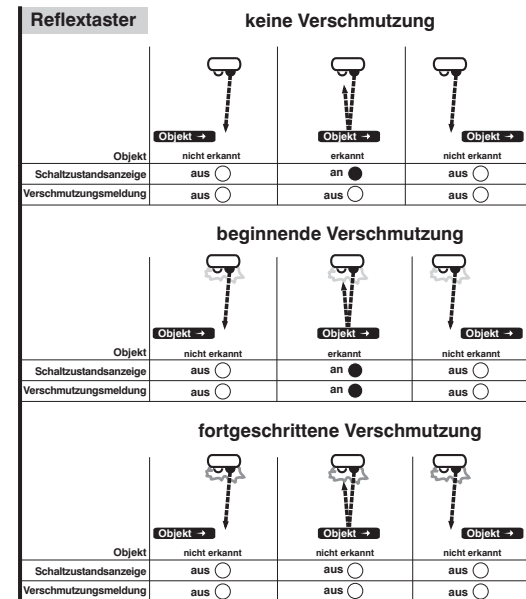 Reflextaster
keine Verschmutzung
Objekt → Objekt → Objekt →
Objekt nicht erkannt erkannt nicht erkannt
Schaltzustandsanzeige aus an aus
Verschmutzungsmeldung aus aus aus
beginnende Verschmutzung
Objekt → Objekt → Objekt →
Objekt nicht erkannt erkannt nicht erkannt
Schaltzustandsanzeige aus an aus
Verschmutzungsmeldung aus an aus
fortgeschrittene Verschmutzung
Objekt → Objekt → Objekt →
Objekt nicht erkannt nicht erkannt nicht erkannt
Schaltzustandsanzeige aus aus aus
Verschmutzungsmeldung aus aus aus